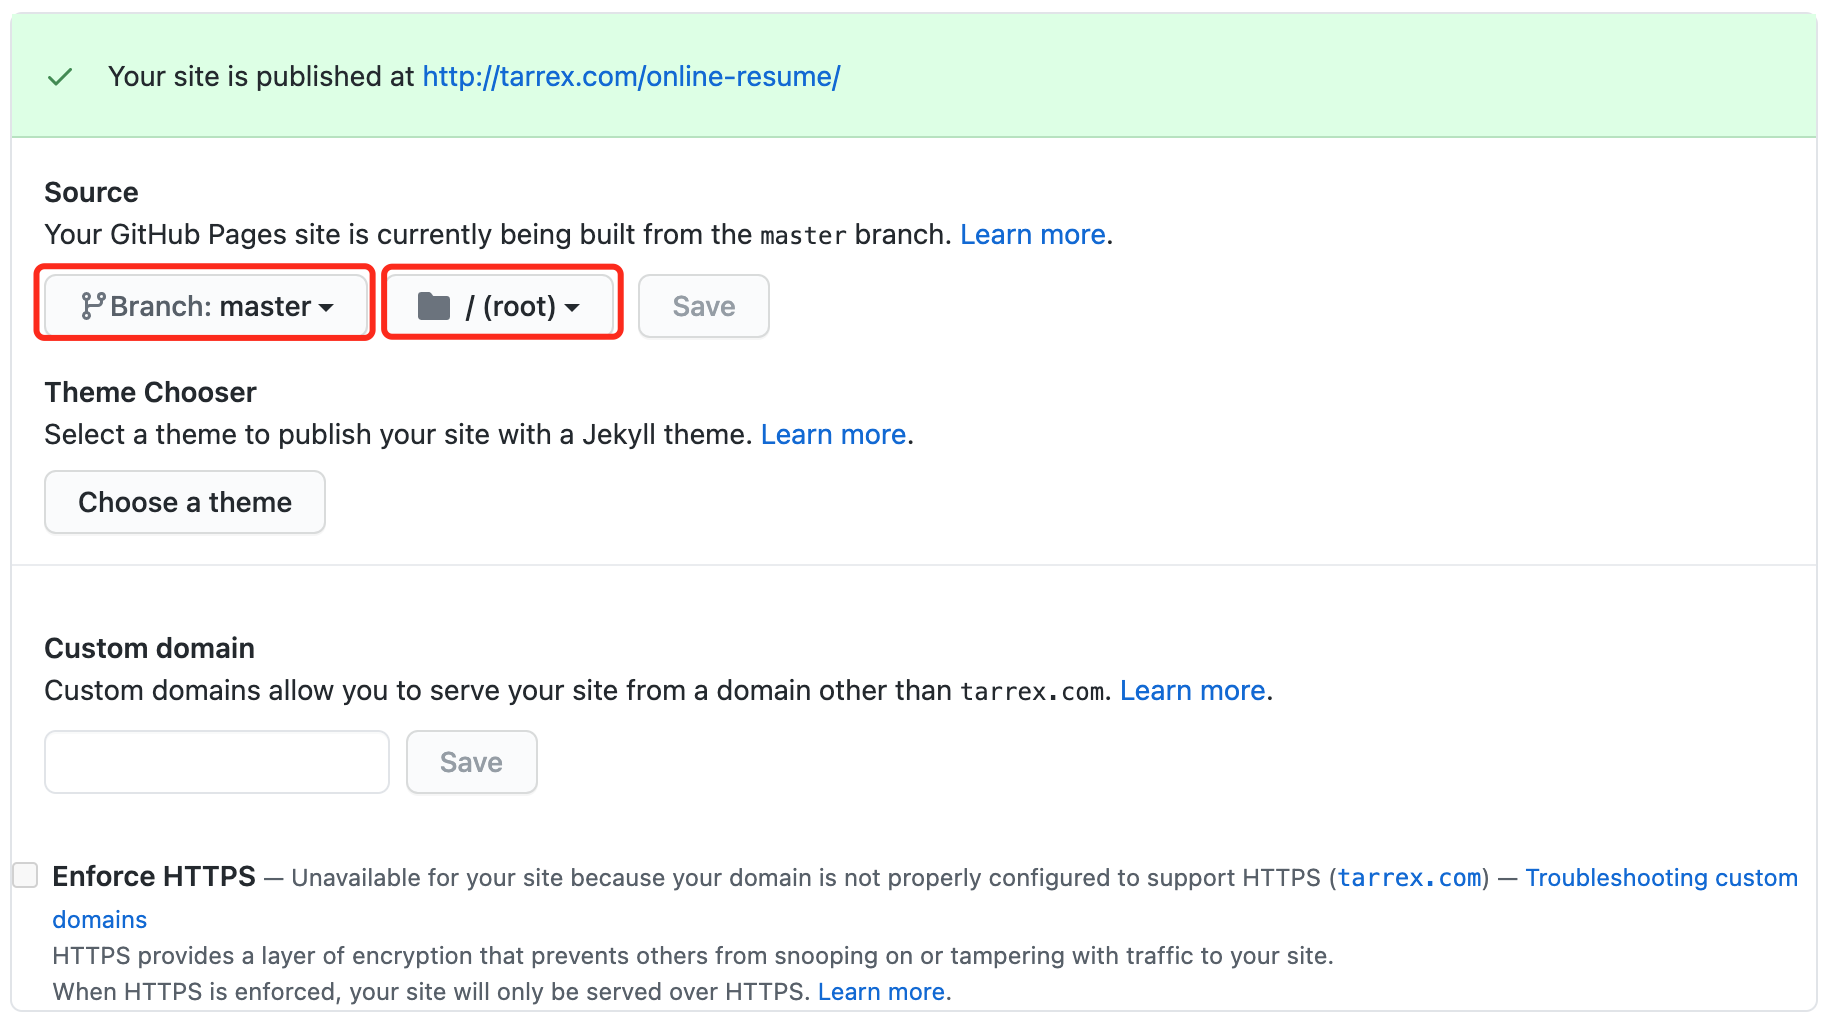 Your site is published at http://tarrex.com/online-resume/
Source
Your GitHub Pages site is currently being built from the master branch. Learn more.
Branch: master / (root) Save
Theme Chooser
Select a theme to publish your site with a Jekyll theme. Learn more.
Choose a theme
Custom domain
Custom domains allow you to serve your site from a domain other than tarrex.com. Learn more.
Save
Enforce HTTPS — Unavailable for your site because your domain is not properly configured to support HTTPS (tarrex.com) — Troubleshooting custom
domains
HTTPS provides a layer of encryption that prevents others from snooping on or tampering with traffic to your site.
When HTTPS is enforced, your site will only be served over HTTPS. Learn more.